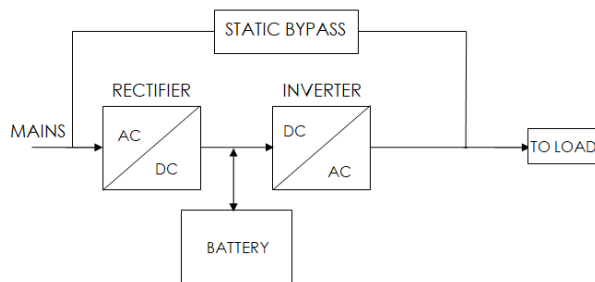 STATIC BYPASS
RECTIFIER
INVERTER
MAINS
AC
DC
DC
AC
TO LOAD
BATTERY